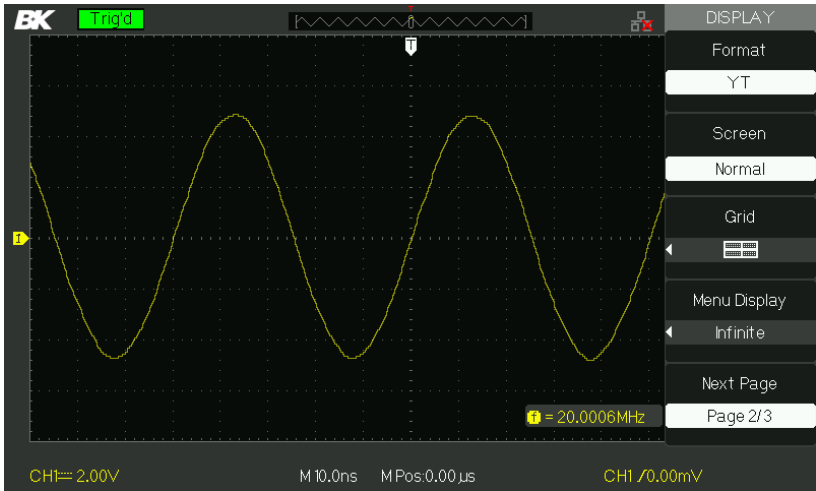 BK Trig'd T DISPLAY
T
Format
YT
Screen
Normal
Grid
1
Menu Display
Infinite
Next Page
f = 20.0006MHz
Page 2/3
CH1 2.00V M 10.0ns M Pos:0.00µs CH1 0.00mV